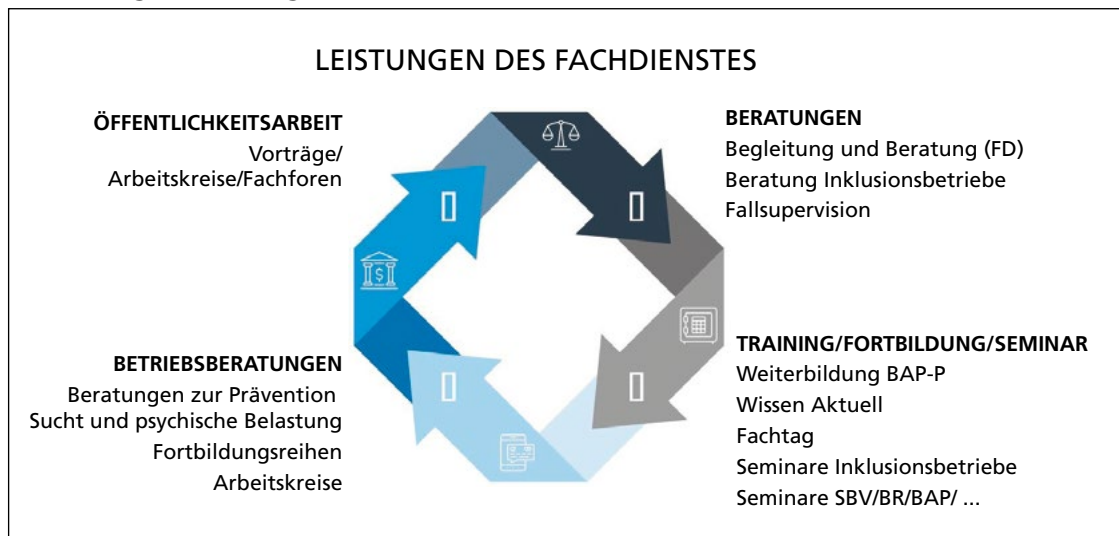 LEISTUNGEN DES FACHDIENSTES
ÖFFENTLICHKEITSARBEIT
Vorträge/
Arbeitskreise/Fachforen
BERATUNGEN
Begleitung und Beratung (FD)
Beratung Inklusionsbetriebe
Fallsupervision
BETRIEBSBERATUNGEN
Beratungen zur Prävention
Sucht und psychische Belastung
Fortbildungsreihen
Arbeitskreise
TRAINING/FORTBILDUNG/SEMINAR
Weiterbildung BAP-P
Wissen Aktuell
Fachtag
Seminare Inklusionsbetriebe
Seminare SBV/BR/BAP/ ...